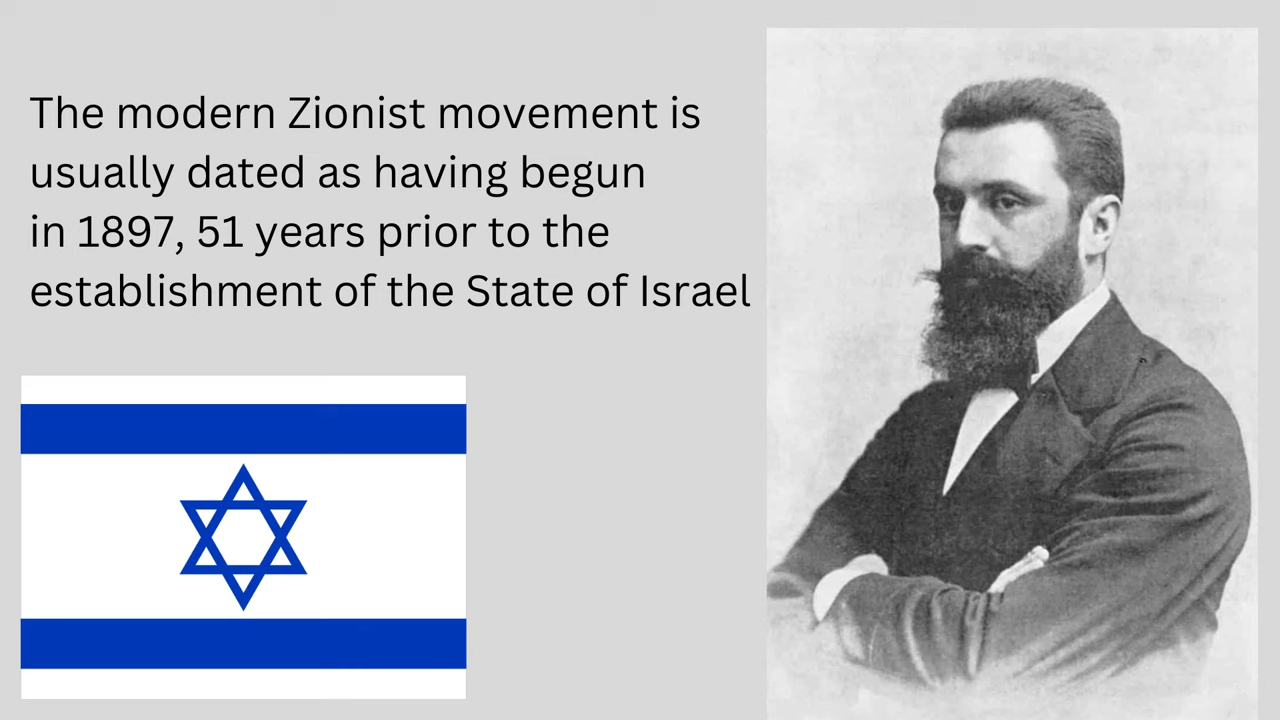 The modern Zionist movement is
usually dated as having begun
in 1897, 51 years prior to the
establishment of the State of Israel